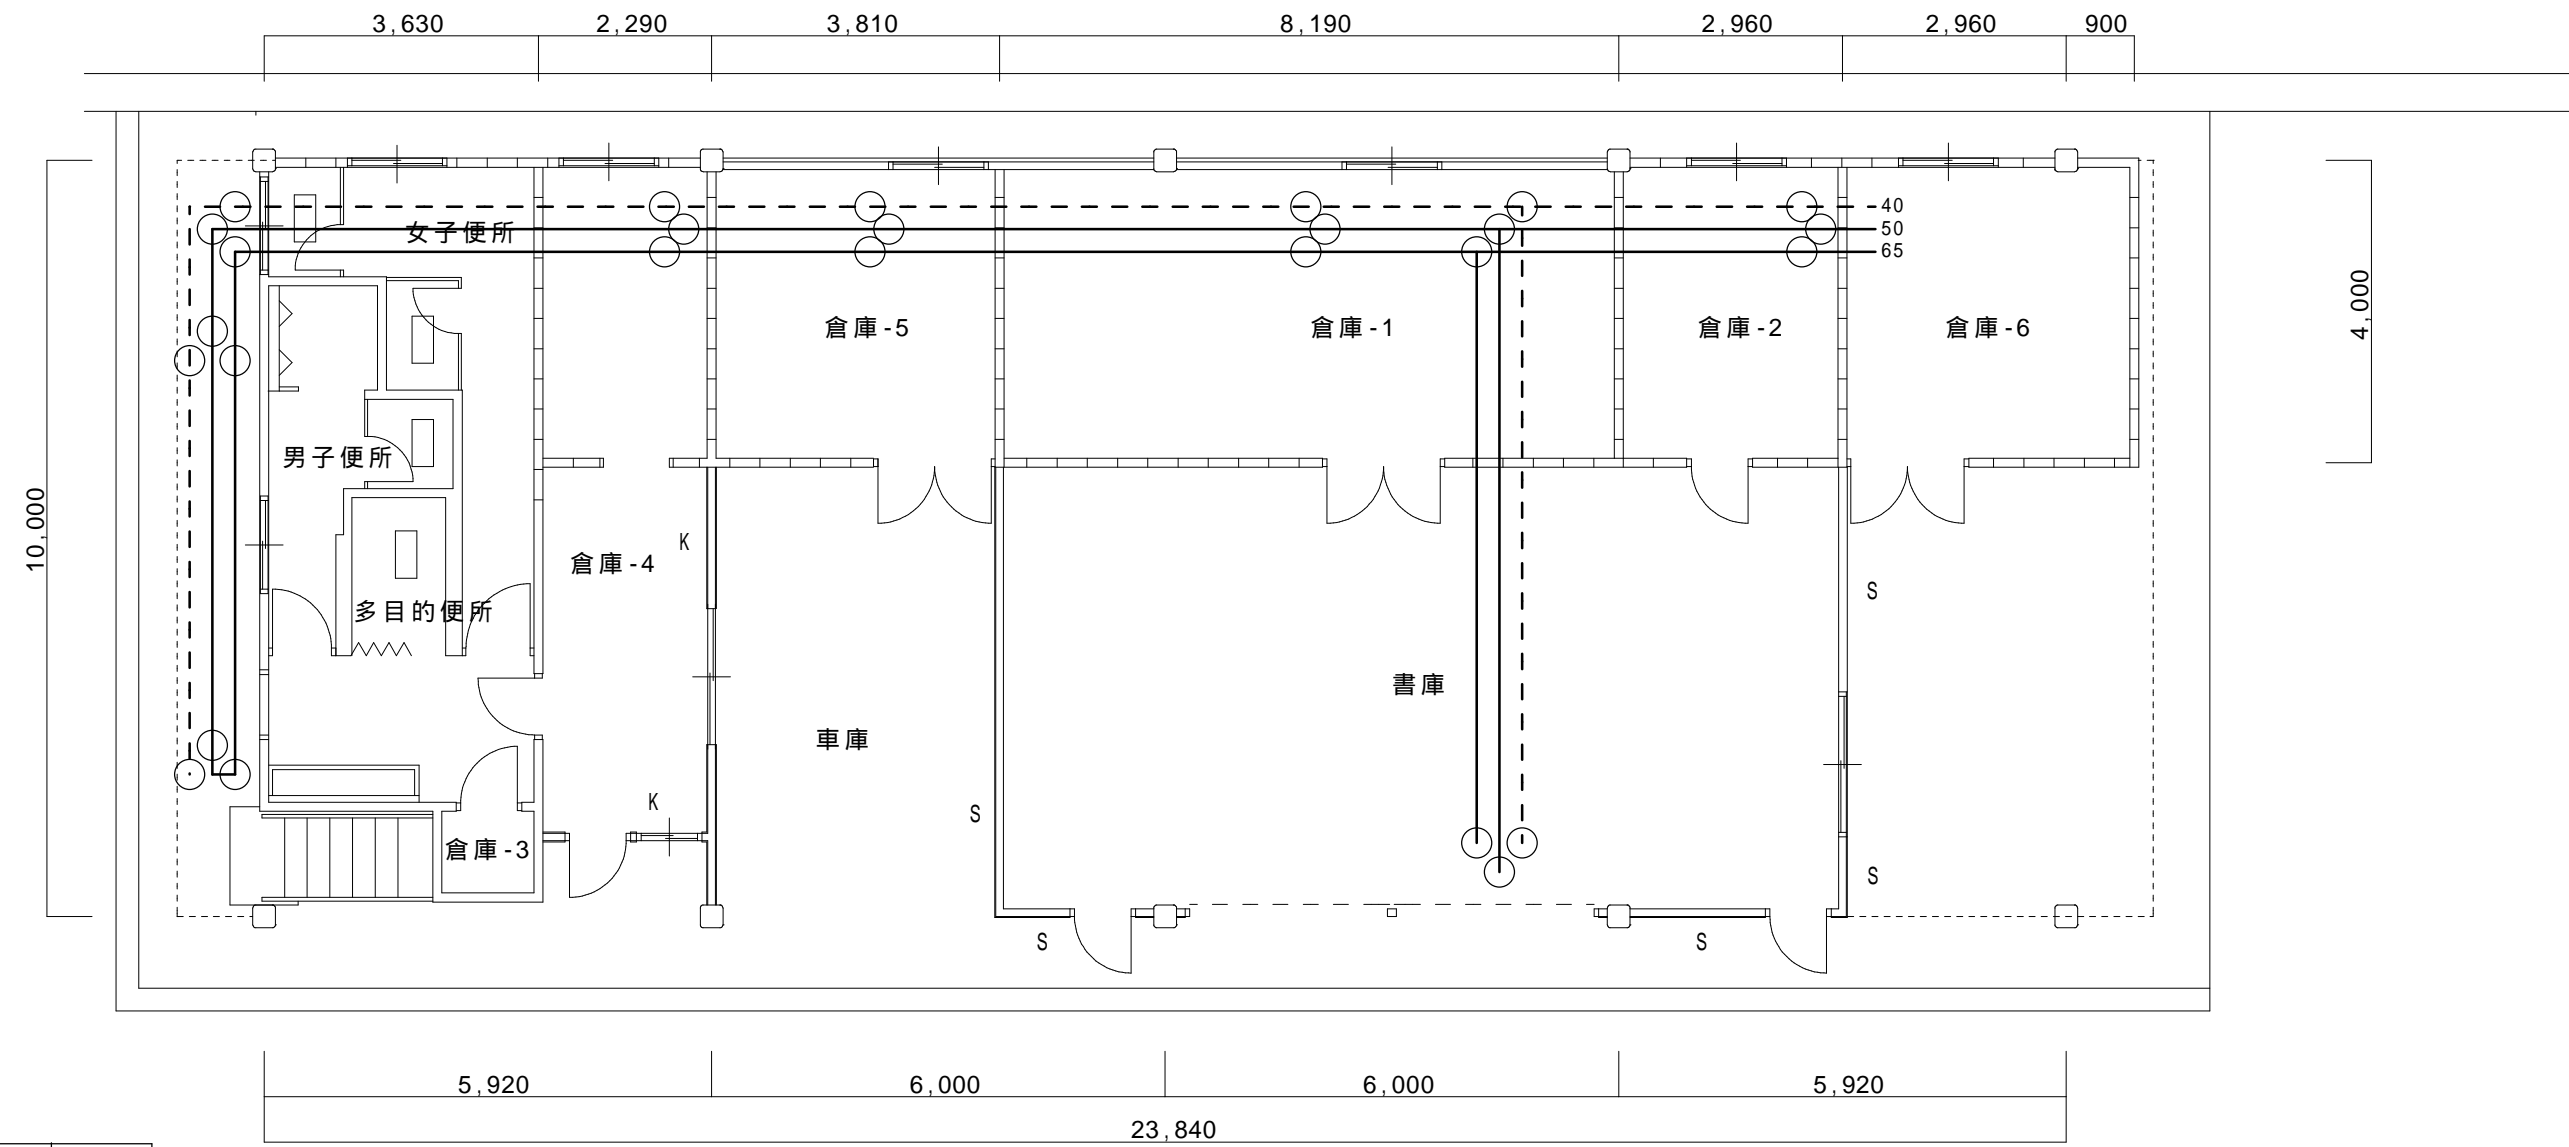 3,630 2,290 3,810 8,190 2,960 2,960 900
40
女子便所 50
65
4,000
倉庫-5 倉庫-1 倉庫-2 倉庫-6
男子便所
10,000
K
倉庫-4
S
多目的便所
書庫
車庫
K
S
倉庫-3
S
S S
5,920 6,000 6,000 5,920
23,840